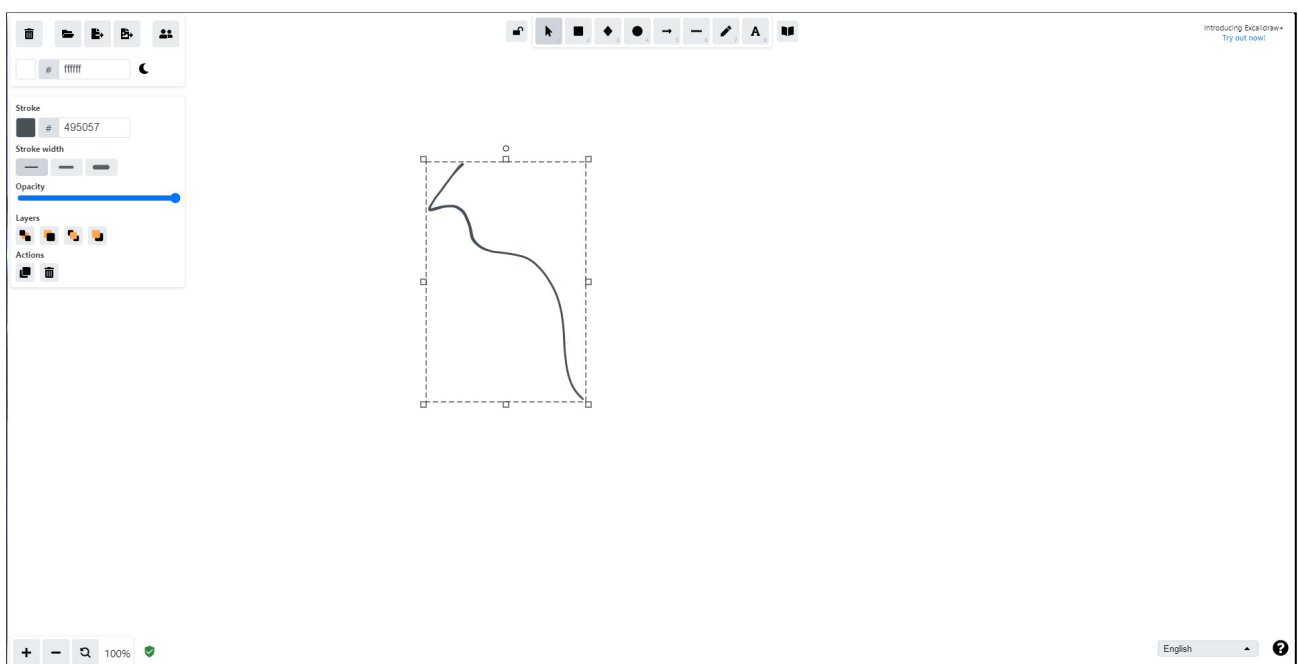 Introducing Excalidraw+
Try out now!
# ffffff
Stroke
# 495057
Stroke width
Opacity
Layers
Actions
A
100%
English